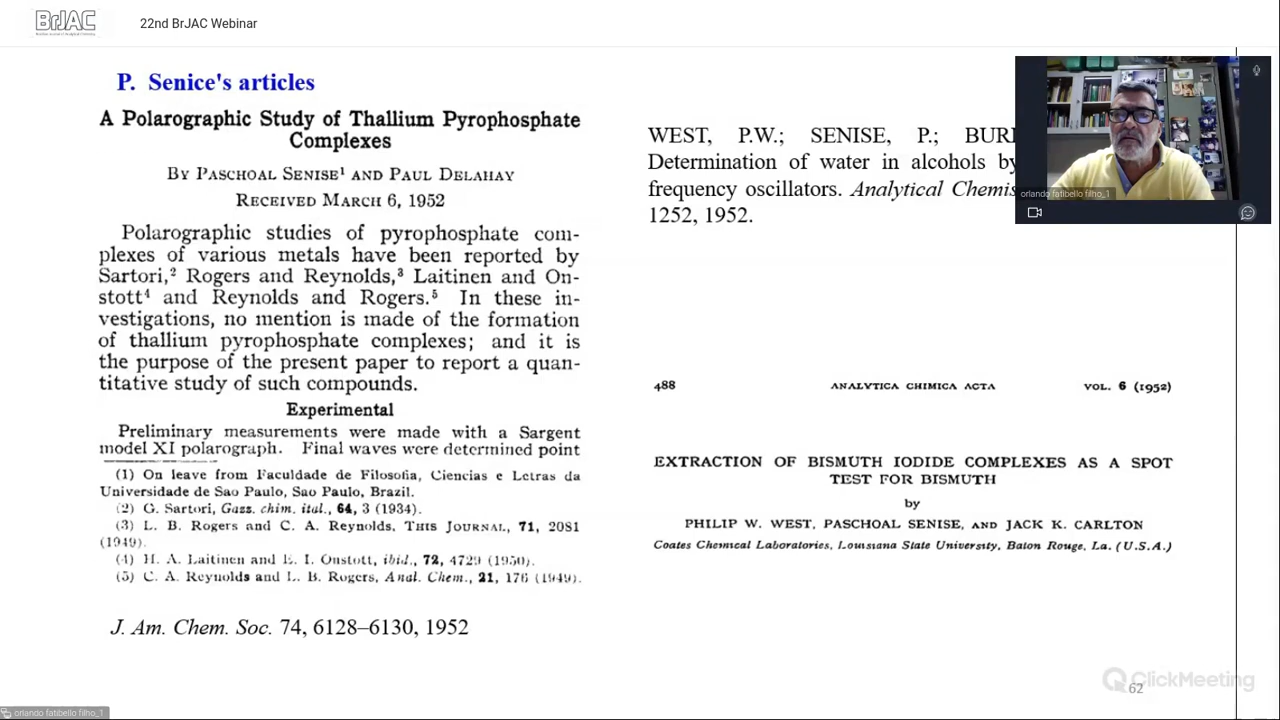 BrJAC
22nd BrJAC Webinar
P. Senice's articles
A Polarographic Study of Thallium Pyrophosphate
Complexes
BY PASCHOAL SENISE¹ AND PAUL DELAHAY
RECEIVED MARCH 6, 1952
Polarographic studies of pyrophosphate com-
plexes of various metals have been reported by
Sartori,² Rogers and Reynolds,³ Laitinen and On-
stott⁴ and Reynolds and Rogers.⁵ In these in-
vestigations, no mention is made of the formation
of thallium pyrophosphate complexes; and it is
the purpose of the present paper to report a quan-
titative study of such compounds.
Experimental
Preliminary measurements were made with a Sargent
model XI polarograph. Final waves were determined point
(1) On leave from Faculdade de Filosofia, Ciencias e Letras da
Universidade de Sao Paulo, Sao Paulo, Brazil.
(2) G. Sartori, Gazz. chim. ital., 64, 3 (1934).
(3) L. B. Rogers and C. A. Reynolds, THIS JOURNAL, 71, 2081
(1949).
(4) H. A. Laitinen and E. I. Onstott, ibid., 72, 4729 (1950).
(5) C. A. Reynolds and L. B. Rogers, Anal. Chem., 21, 176 (1949).
J. Am. Chem. Soc. 74, 6128–6130, 1952
WEST, P.W.; SENISE, P.; BURI
Determination of water in alcohols by
frequency oscillators. Analytical Chemis
1252, 1952.
orlando fatibello filho_1
488 ANALYTICA CHIMICA ACTA VOL. 6 (1952)
EXTRACTION OF BISMUTH IODIDE COMPLEXES AS A SPOT
TEST FOR BISMUTH
by
PHILIP W. WEST, PASCHOAL SENISE, AND JACK K. CARLTON
Coates Chemical Laboratories, Louisiana State University, Baton Rouge, La. (U.S.A.)
ClickMeeting
62
orlando fatibello filho_1